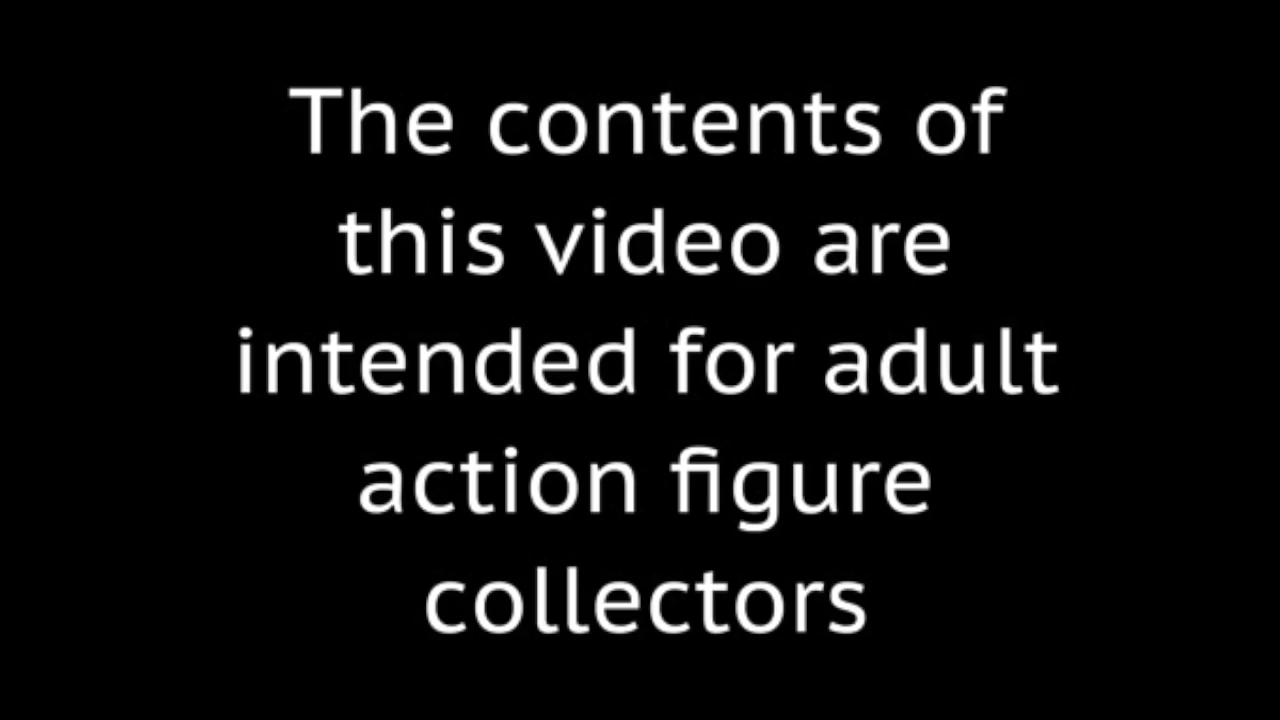 The contents of
this video are
intended for adult
action figure
collectors